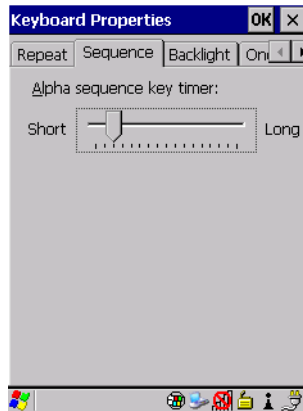 Keyboard Properties OK ×
Repeat Sequence Backlight On
Alpha sequence key timer:
Short Long